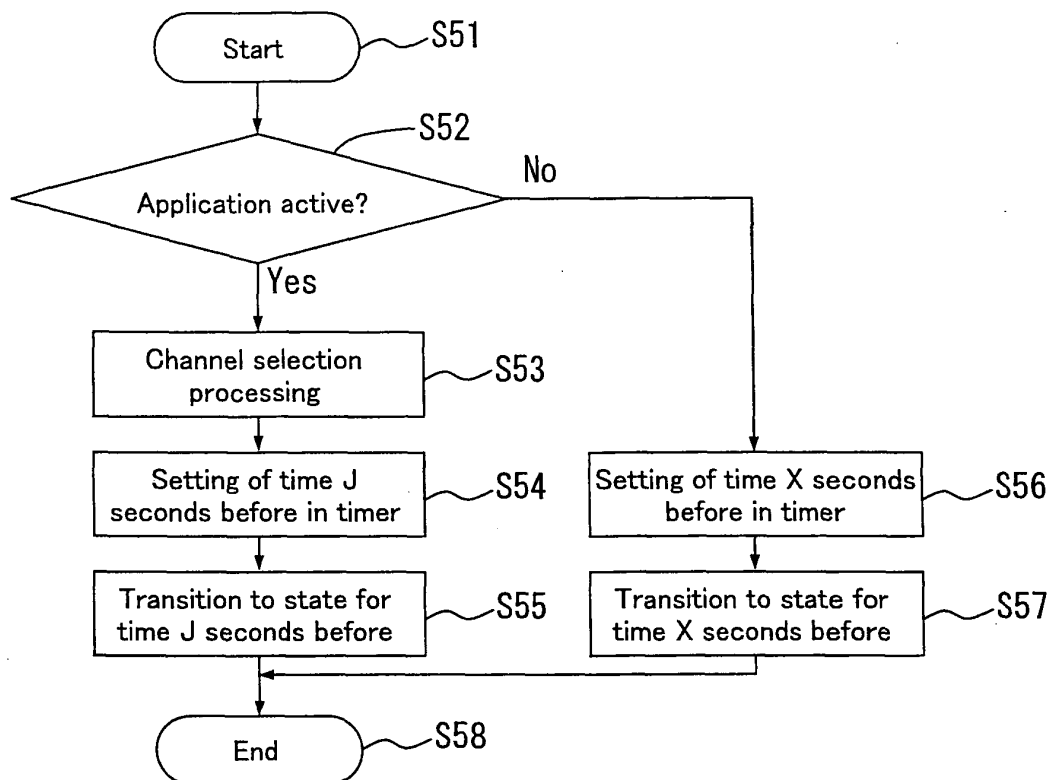 Start
S51
S52
Application active?
No
Yes
Channel selection
processing
S53
Setting of time J
seconds before in timer
S54
Setting of time X seconds
before in timer
S56
Transition to state for
time J seconds before
S55
Transition to state for
time X seconds before
S57
End
S58